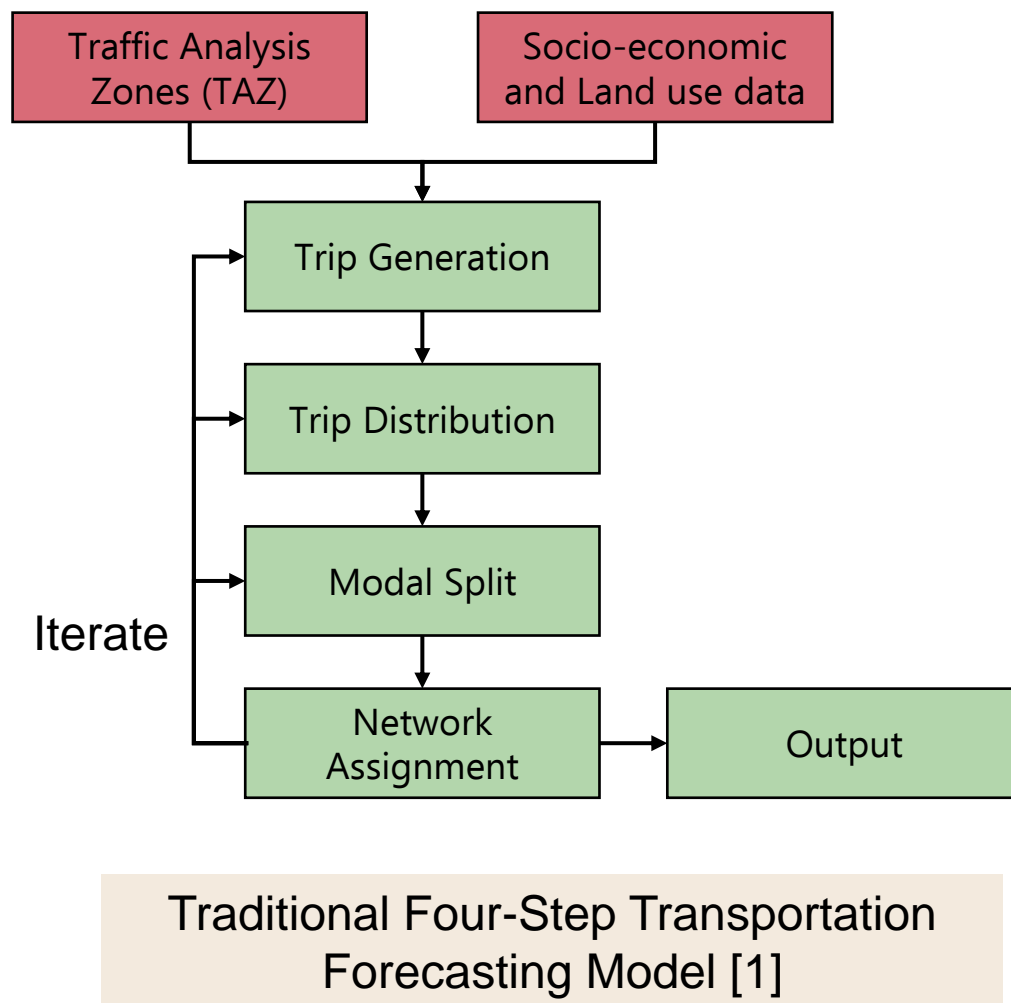 Traffic Analysis
Zones (TAZ)
Socio-economic
and Land use data
Trip Generation
Trip Distribution
Modal Split
Iterate
Network
Assignment
Output
Traditional Four-Step Transportation
Forecasting Model [1]